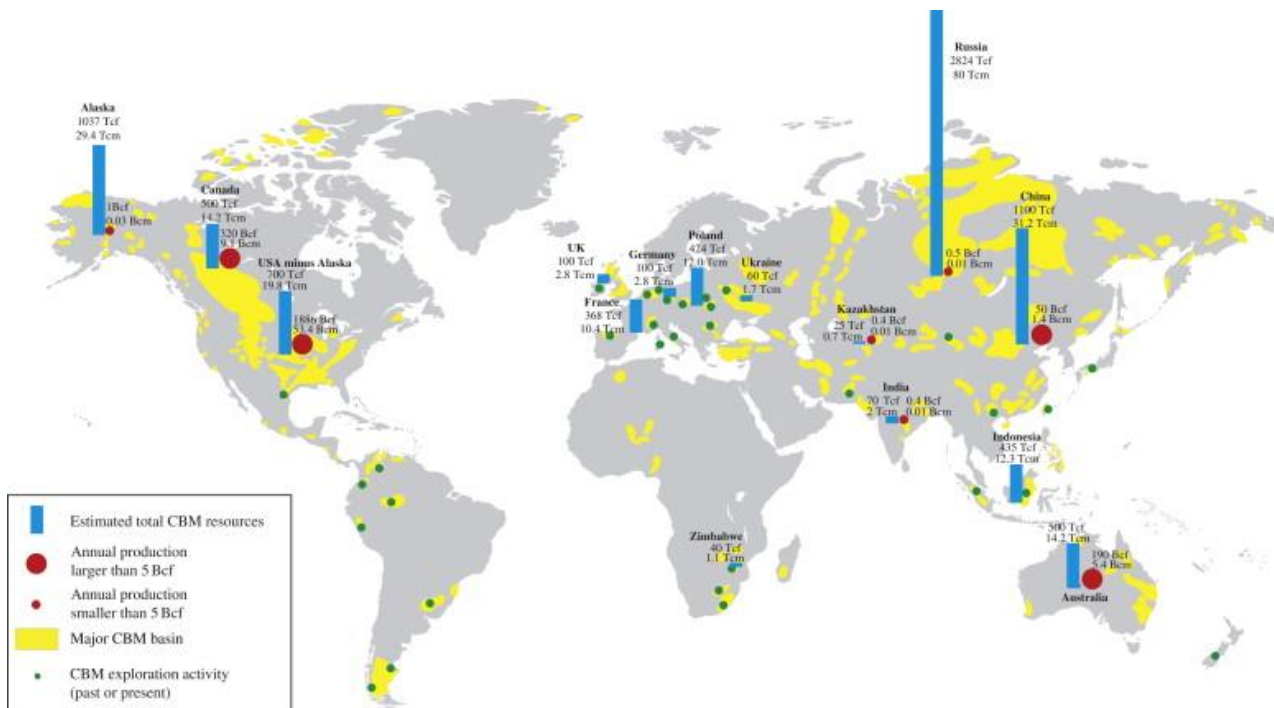 Russia
2824 Tcf
80 Tcm
Alaska
1037 Tcf
29.4 Tcm
1Bcf
0.03 Bcm
Canada
500 Tcf
14.2 Tcm
320 Bcf
9.1 Bcm
USA minus Alaska
700 Tcf
19.8 Tcm
1886 Bcf
53.4 Bcm
UK
100 Tcf
2.8 Tcm
Germany
100 Tcf
2.8 Tcm
Poland
424 Tcf
12.0 Tcm
Ukraine
60 Tcf
1.7 Tcm
France
368 Tcf
10.4 Tcm
0.5 Bcf
0.01 Bcm
China
1100 Tcf
31.2 Tcm
50 Bcf
1.4 Bcm
Kazakhstan
25 Tcf 0.4 Bcf
0.7 Tcm 0.01 Bcm
India
70 Tcf 0.4 Bcf
2 Tcm 0.01 Bcm
Indonesia
435 Tcf
12.3 Tcm
Zimbabwe
40 Tcf
1.1 Tcm
500 Tcf
14.2 Tcm
190 Bcf
5.4 Bcm
Australia
Estimated total CBM resources
Annual production
larger than 5 Bcf
Annual production
smaller than 5 Bcf
Major CBM basin
CBM exploration activity
(past or present)